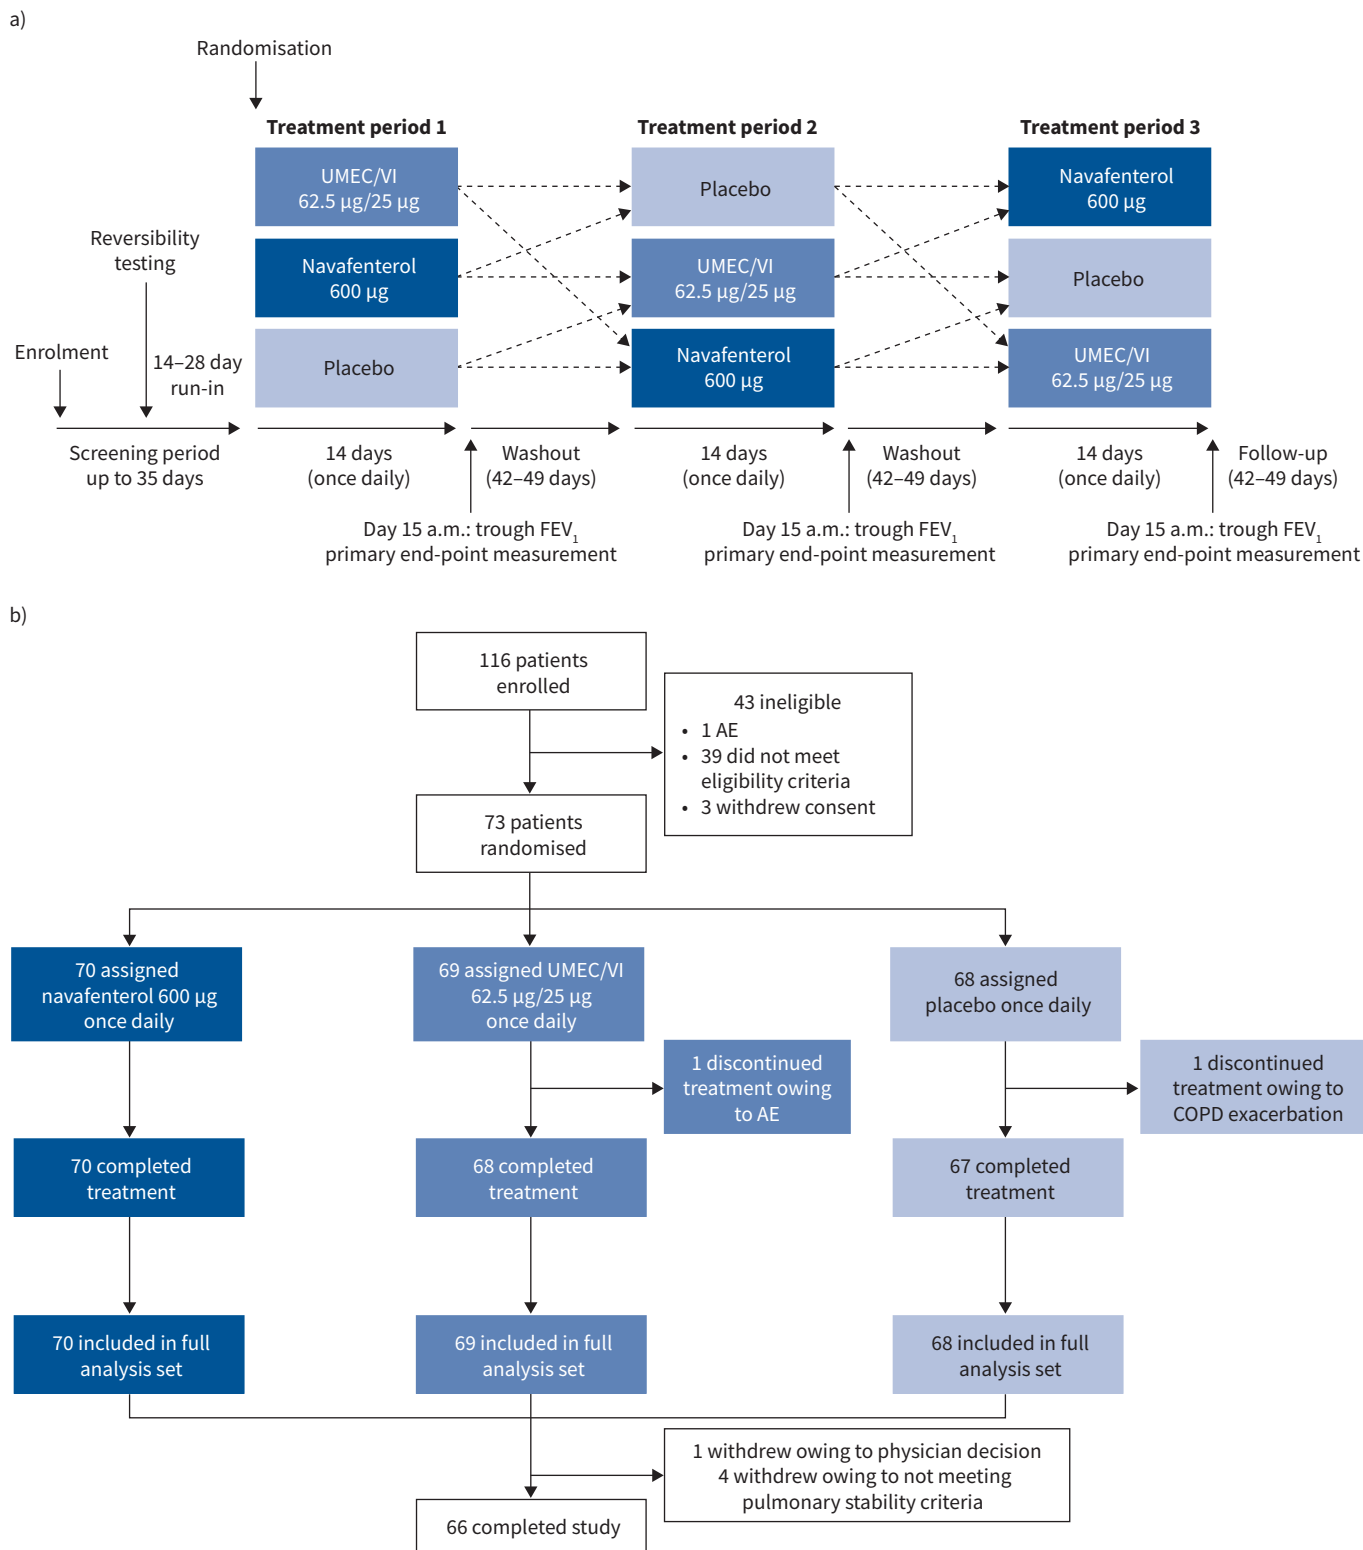 a)
Randomisation
Treatment period 1
Treatment period 2
Treatment period 3
UMEC/VI
62.5 µg/25 µg
Placebo
Navafenterol
600 µg
Reversibility
testing
Navafenterol
600 µg
UMEC/VI
62.5 µg/25 µg
Placebo
Enrolment
14–28 day
run-in
Placebo
Navafenterol
600 µg
UMEC/VI
62.5 µg/25 µg
Screening period
up to 35 days
14 days
(once daily)
Washout
(42–49 days)
14 days
(once daily)
Washout
(42–49 days)
14 days
(once daily)
Follow-up
(42–49 days)
Day 15 a.m.: trough FEV1
primary end-point measurement
Day 15 a.m.: trough FEV1
primary end-point measurement
Day 15 a.m.: trough FEV1
primary end-point measurement
b)
116 patients
enrolled
43 ineligible
• 1 AE
• 39 did not meet
eligibility criteria
• 3 withdrew consent
73 patients
randomised
70 assigned
navafenterol 600 µg
once daily
69 assigned UMEC/VI
62.5 µg/25 µg
once daily
68 assigned
placebo once daily
1 discontinued
treatment owing
to AE
1 discontinued
treatment owing to
COPD exacerbation
70 completed
treatment
68 completed
treatment
67 completed
treatment
70 included in full
analysis set
69 included in full
analysis set
68 included in full
analysis set
1 withdrew owing to physician decision
4 withdrew owing to not meeting
pulmonary stability criteria
66 completed study